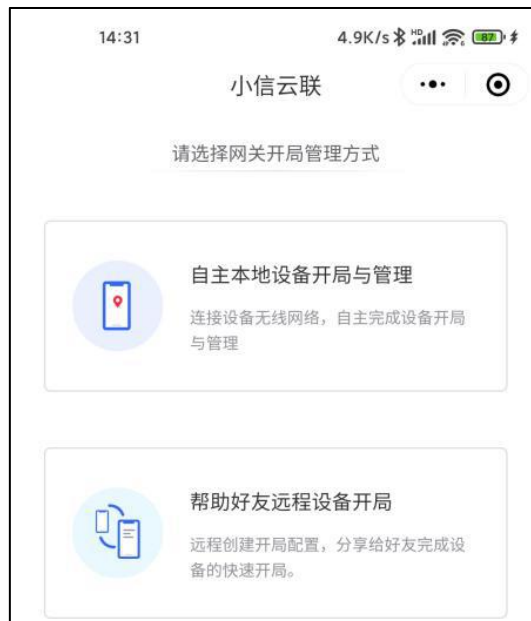 14:31
4.9K/s HD 87
小信云联
请选择网关开局管理方式
自主本地设备开局与管理
连接设备无线网络，自主完成设备开局
与管理
帮助好友远程设备开局
远程创建开局配置，分享给好友完成设
备的快速开局。